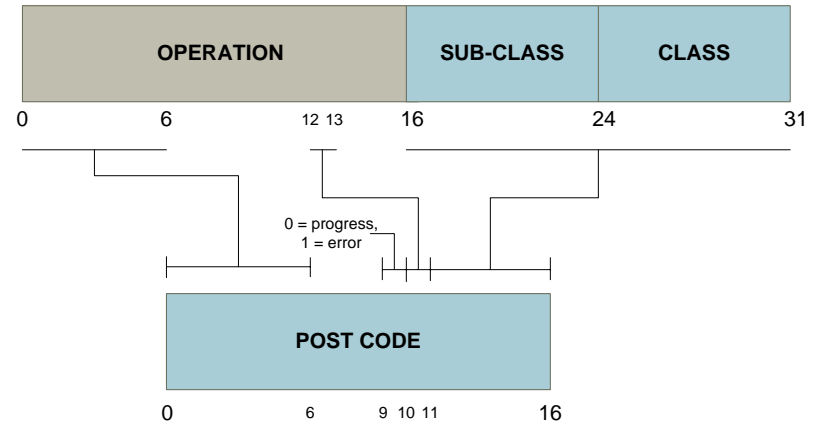 OPERATION SUB-CLASS CLASS
0 6 12 13 16 24 31
0 = progress,
1 = error
POST CODE
0 6 9 10 11 16